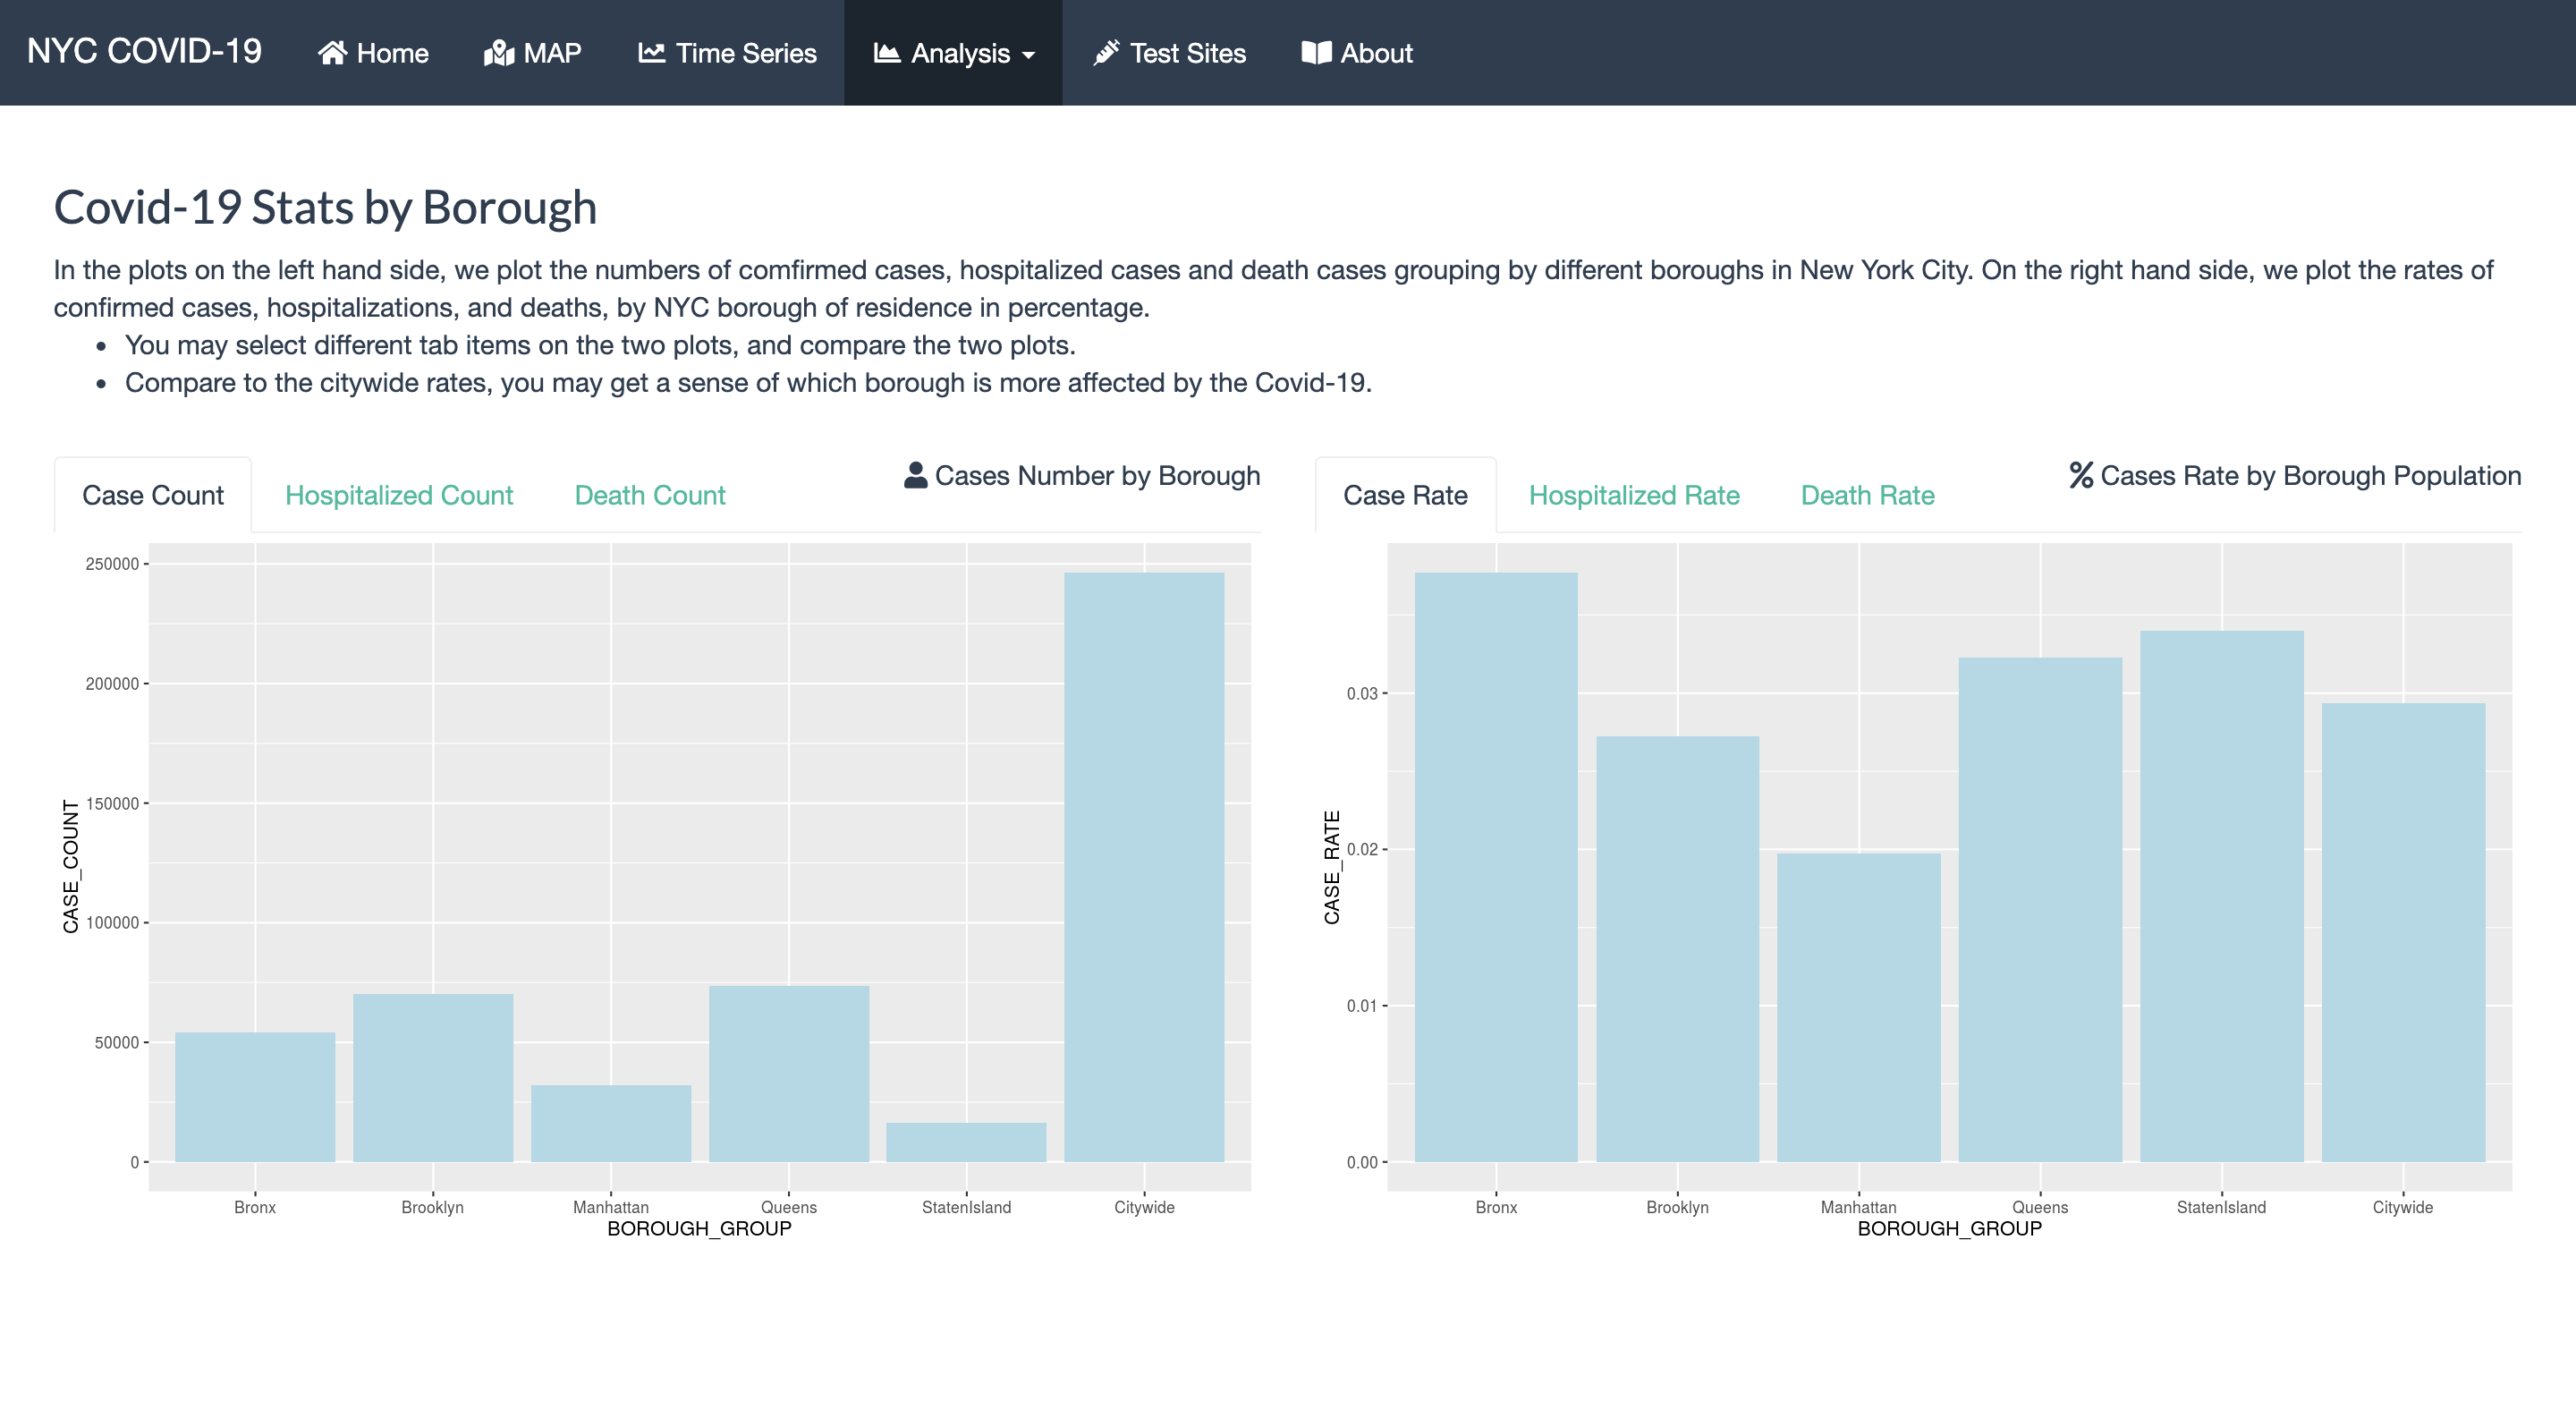 NYC COVID-19 Home MAP Time Series Analysis Test Sites About
Covid-19 Stats by Borough
In the plots on the left hand side, we plot the numbers of comfirmed cases, hospitalized cases and death cases grouping by different boroughs in New York City. On the right hand side, we plot the rates of
confirmed cases, hospitalizations, and deaths, by NYC borough of residence in percentage.
• You may select different tab items on the two plots, and compare the two plots.
• Compare to the citywide rates, you may get a sense of which borough is more affected by the Covid-19.
Case Count Hospitalized Count Death Count Cases Number by Borough
250000
200000
150000
100000
50000
0
CASE_COUNT
Bronx Brooklyn Manhattan Queens StatenIsland Citywide
BOROUGH_GROUP
Case Rate Hospitalized Rate Death Rate % Cases Rate by Borough Population
0.03
0.02
0.01
0.00
CASE_RATE
Bronx Brooklyn Manhattan Queens StatenIsland Citywide
BOROUGH_GROUP